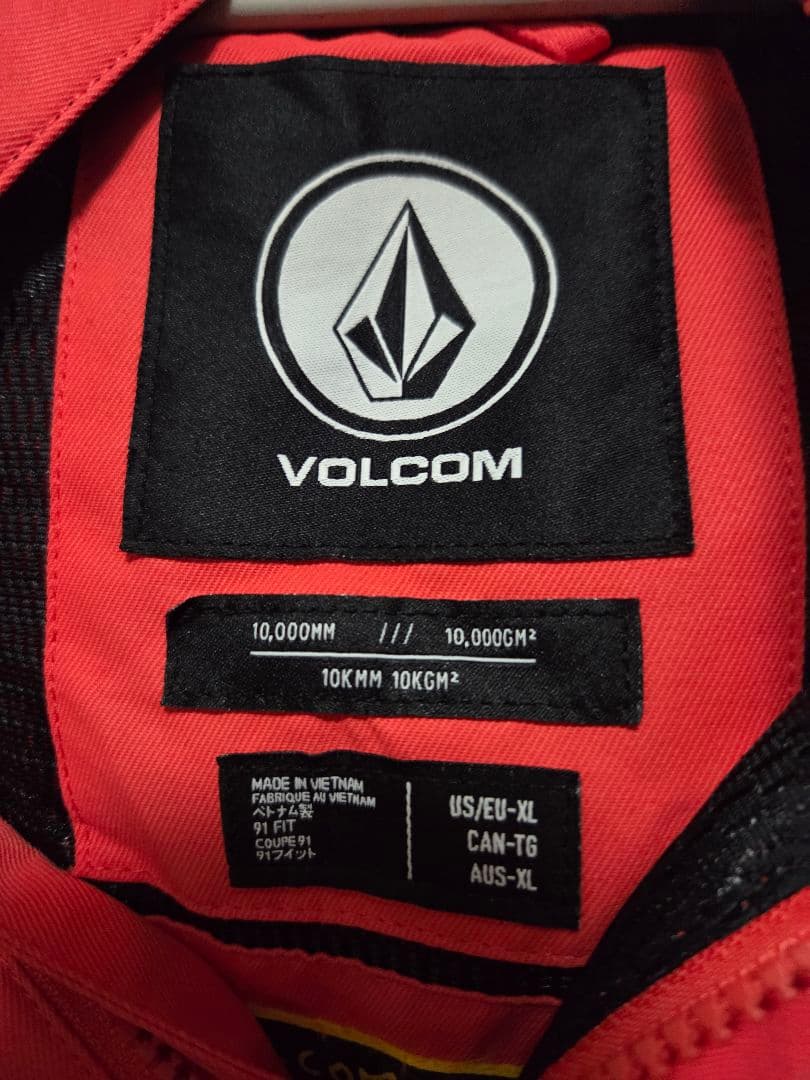 VOLCOM
10,000MM /// 10,000GM²
10KMM 10KGM²
MADE IN VIETNAM
FABRIQUE AU VIETNAM
ベトナム製
91 FIT
COUPE 91
91フィット
US/EU-XL
CAN-TG
AUS-XL